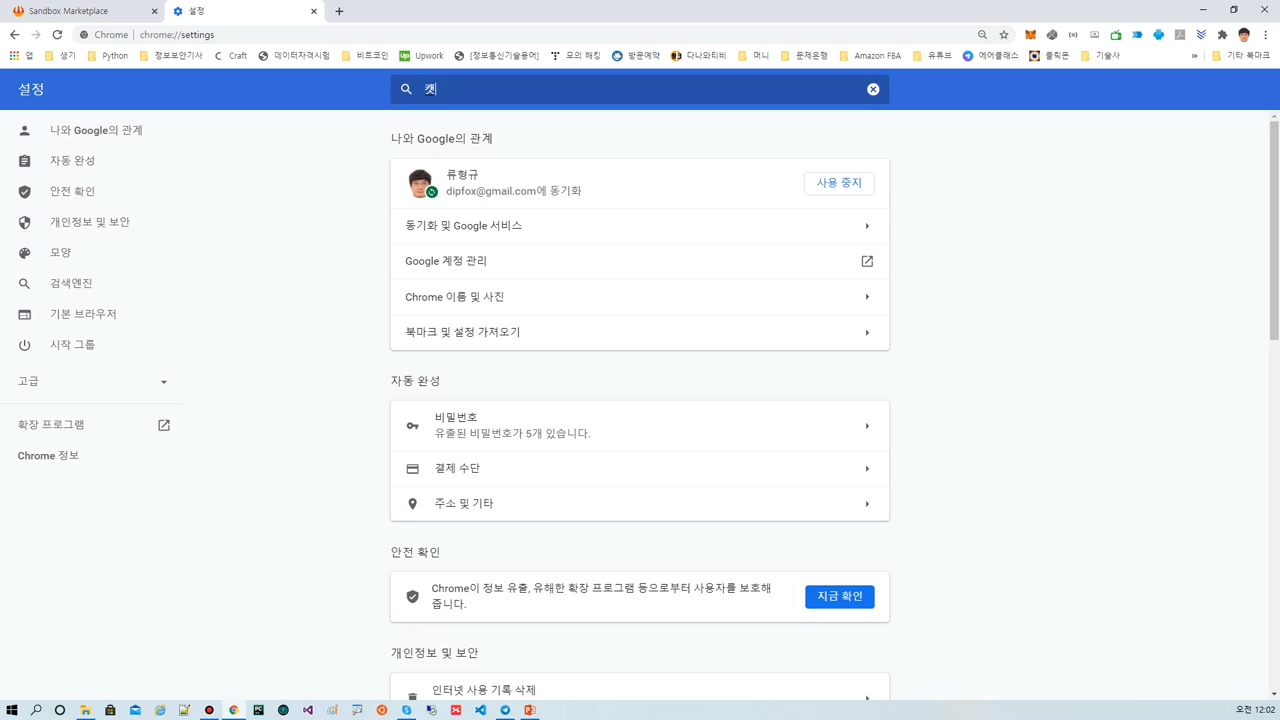 Sandbox Marketplace
설정
Chrome | chrome://settings
앱 생기 Python 정보보안기사 Craft 데이터자격시험 비트코인 Upwork [정보통신기술용어] 모의 해킹 방문예약 다나와티비 머니 문제은행 Amazon FBA 유튜브 에어클래스 클릭몬 기술사 » 기타 북마크
설정
캣
나와 Google의 관계
자동 완성
안전 확인
개인정보 및 보안
모양
검색엔진
기본 브라우저
시작 그룹
고급
확장 프로그램
Chrome 정보
나와 Google의 관계
류형규
dipfox@gmail.com에 동기화
사용 중지
동기화 및 Google 서비스
Google 계정 관리
Chrome 이름 및 사진
북마크 및 설정 가져오기
자동 완성
비밀번호
유출된 비밀번호가 5개 있습니다.
결제 수단
주소 및 기타
안전 확인
Chrome이 정보 유출, 유해한 확장 프로그램 등으로부터 사용자를 보호해
줍니다.
지금 확인
개인정보 및 보안
인터넷 사용 기록 삭제
오전 12:02